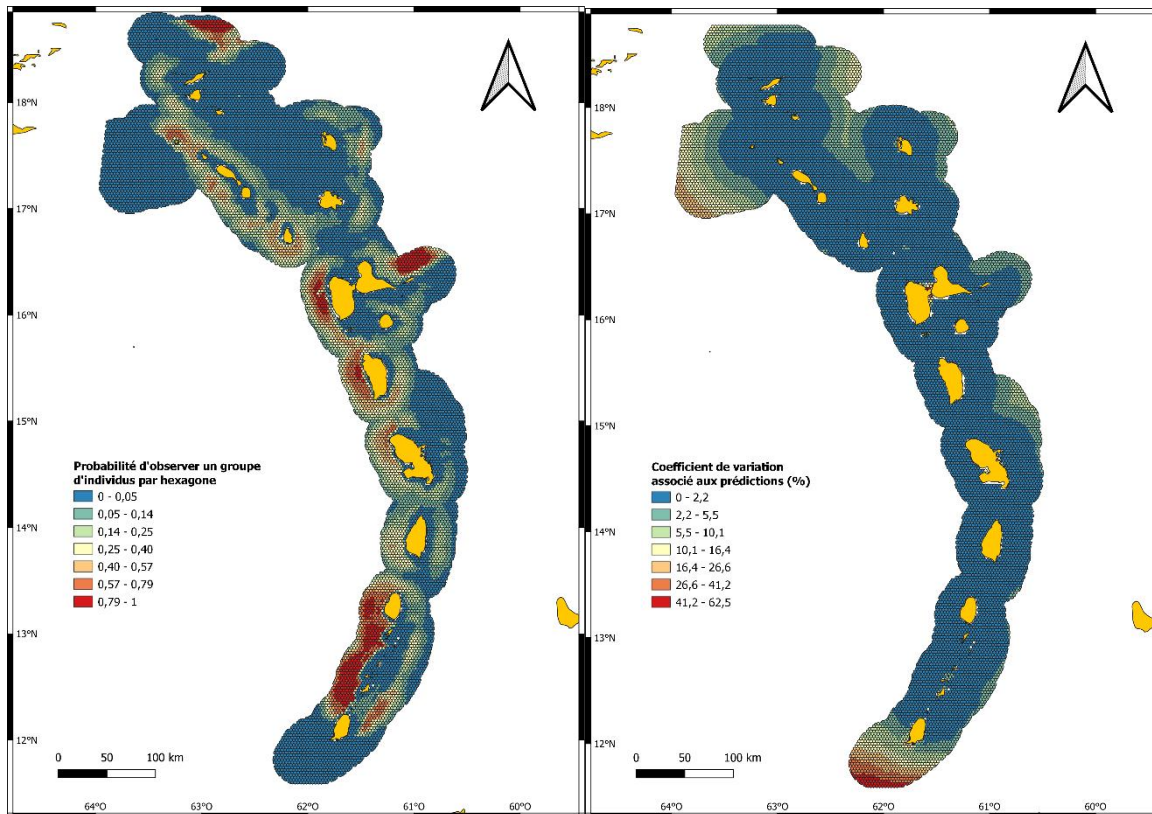 18°N
17°N
16°N
15°N
14°N
13°N
12°N
Probabilité d'observer un groupe
d'individus par hexagone
0 - 0,05
0,05 - 0,14
0,14 - 0,25
0,25 - 0,40
0,40 - 0,57
0,57 - 0,79
0,79 - 1
0 50 100 km
64°O 63°O 62°O 61°O 60°O
18°N
17°N
16°N
15°N
14°N
13°N
12°N
Coefficient de variation
associé aux prédictions (%)
0 - 2,2
2,2 - 5,5
5,5 - 10,1
10,1 - 16,4
16,4 - 26,6
26,6 - 41,2
41,2 - 62,5
0 50 100 km
64°O 63°O 62°O 61°O 60°O